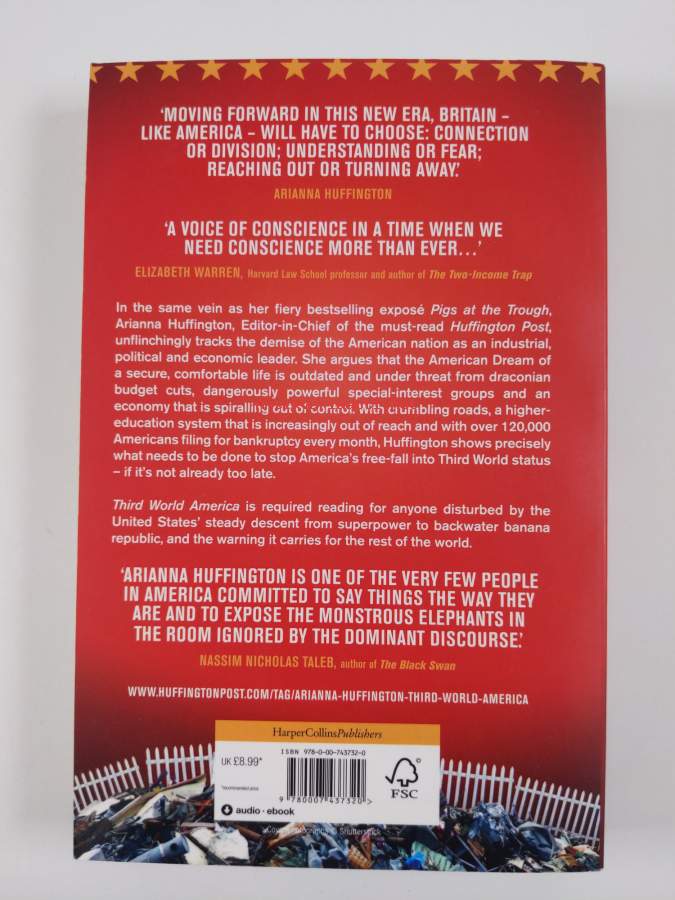 ‘MOVING FORWARD IN THIS NEW ERA, BRITAIN –
LIKE AMERICA – WILL HAVE TO CHOOSE: CONNECTION
OR DIVISION; UNDERSTANDING OR FEAR;
REACHING OUT OR TURNING AWAY.’
ARIANNA HUFFINGTON
‘A VOICE OF CONSCIENCE IN A TIME WHEN WE
NEED CONSCIENCE MORE THAN EVER...’
ELIZABETH WARREN, Harvard Law School professor and author of The Two-Income Trap
In the same vein as her fiery bestselling exposé Pigs at the Trough,
Arianna Huffington, Editor-in-Chief of the must-read Huffington Post,
unflinchingly tracks the demise of the American nation as an industrial,
political and economic leader. She argues that the American Dream of
a secure, comfortable life is outdated and under threat from draconian
budget cuts, dangerously powerful special-interest groups and an
economy that is spiralling out of control. With crumbling roads, a higher-
education system that is increasingly out of reach and with over 120,000
Americans filing for bankruptcy every month, Huffington shows precisely
what needs to be done to stop America’s free-fall into Third World status
– if it’s not already too late.
Third World America is required reading for anyone disturbed by the
United States’ steady descent from superpower to backwater banana
republic, and the warning it carries for the rest of the world.
‘ARIANNA HUFFINGTON IS ONE OF THE VERY FEW PEOPLE
IN AMERICA COMMITTED TO SAY THINGS THE WAY THEY
ARE AND TO EXPOSE THE MONSTROUS ELEPHANTS IN
THE ROOM IGNORED BY THE DOMINANT DISCOURSE.’
NASSIM NICHOLAS TALEB, author of The Black Swan
WWW.HUFFINGTONPOST.COM/TAG/ARIANNA-HUFFINGTON-THIRD-WORLD-AMERICA
HarperCollinsPublishers
ISBN 978-0-00-743732-0
UK £8.99*
*recommended price
FSC
9 780007 437320 >
audio · ebook
Shutterstock